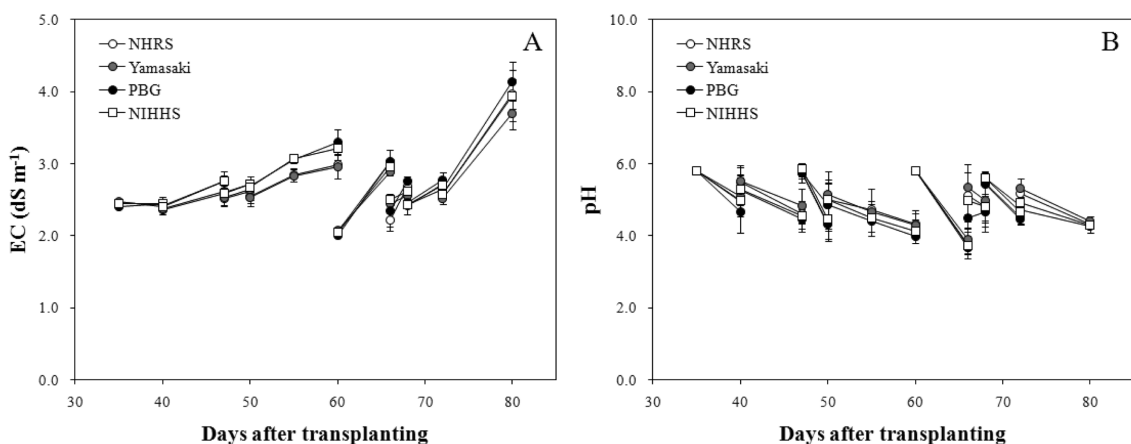 5.0
4.0
3.0
2.0
1.0
0.0
EC (dS m-1)
NHRS
Yamasaki
PBG
NIHHS
A
30 40 50 60 70 80
Days after transplanting
10.0
8.0
6.0
4.0
2.0
0.0
pH
NHRS
Yamasaki
PBG
NIHHS
B
30 40 50 60 70 80
Days after transplanting